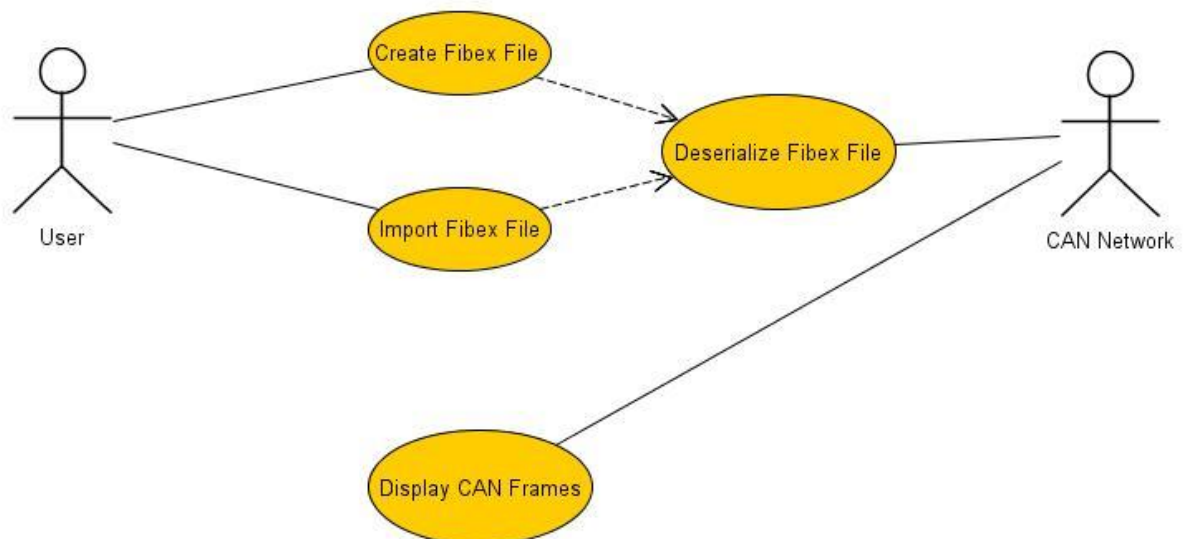 Create Fibex File
Deserialize Fibex File
Import Fibex File
User
CAN Network
Display CAN Frames